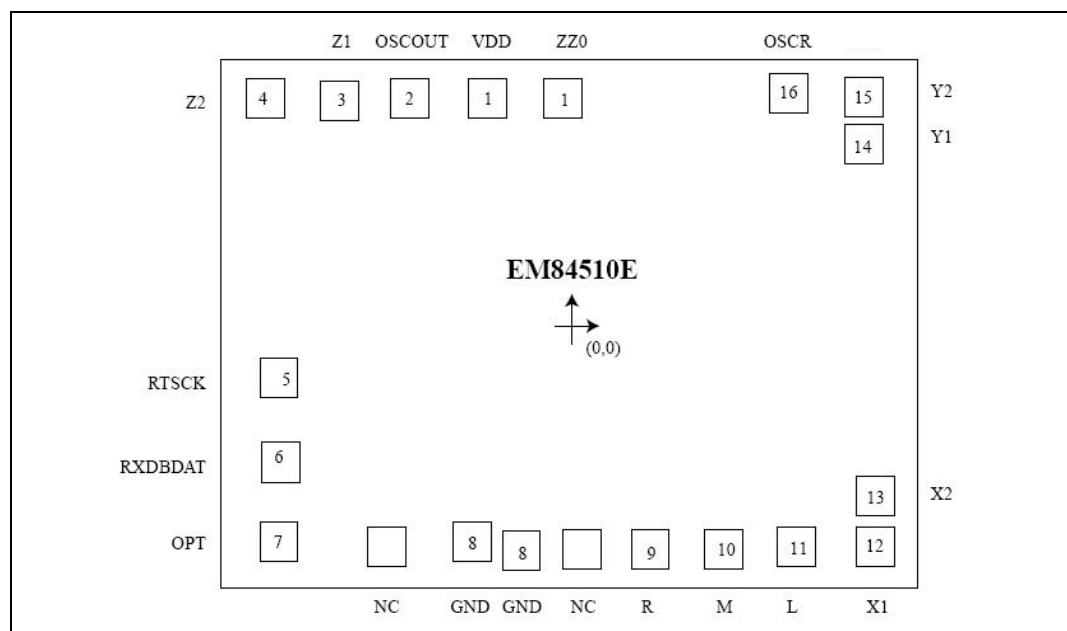 Z1 OSCOUT VDD ZZ0 OSCR
Z2 4 3 2 1 1 16 15 Y2
14 Y1
EM84510E
(0,0)
RTSCK 5
RXDBDAT 6
13 X2
OPT 7 8 8 9 10 11 12
NC GND GND NC R M L X1